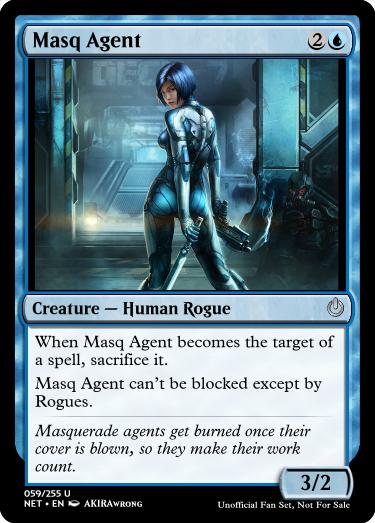 Masq Agent 2
Creature — Human Rogue
When Masq Agent becomes the target of
a spell, sacrifice it.
Masq Agent can't be blocked except by
Rogues.
Masquerade agents get burned once their
cover is blown, so they make their work
count.
3/2
059/255 U
NET • EN AKIRAWRONG
Unofficial Fan Set, Not For Sale